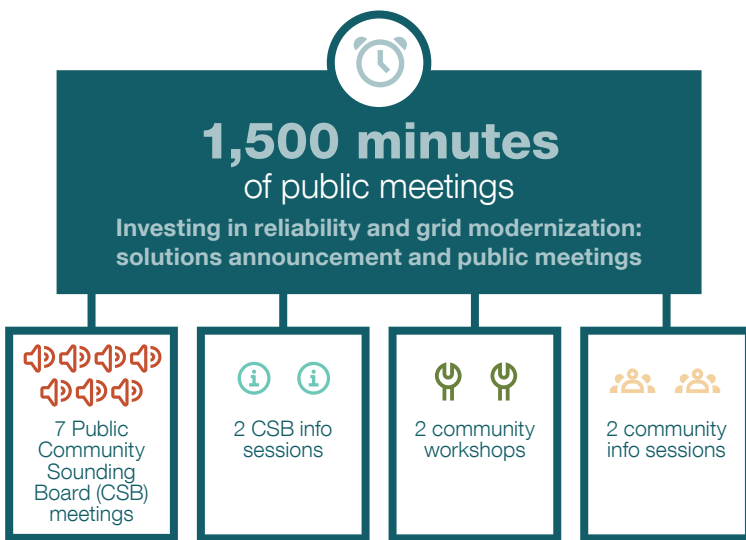 1,500 minutes
of public meetings
Investing in reliability and grid modernization:
solutions announcement and public meetings
7 Public
Community
Sounding
Board (CSB)
meetings
2 CSB info
sessions
2 community
workshops
2 community
info sessions